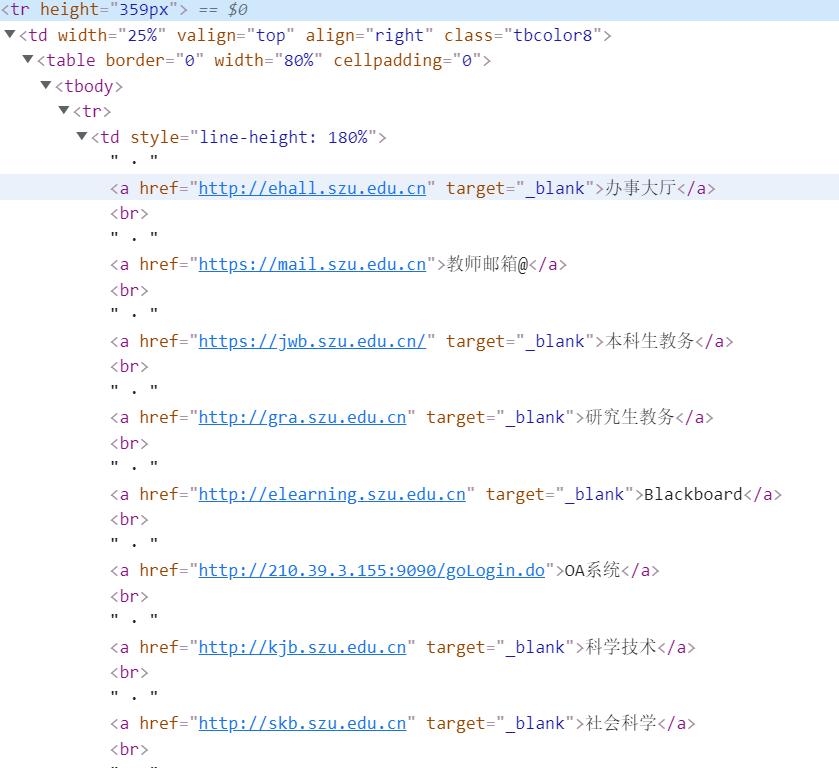 <tr height="359px"> == $0
▼<td width="25%" valign="top" align="right" class="tbcolor8">
▼<table border="0" width="80%" cellpadding="0">
▼<tbody>
▼<tr>
▼<td style="line-height: 180%">
" . "
<a href="http://ehall.szu.edu.cn" target="_blank">办事大厅</a>
<br>
" . "
<a href="https://mail.szu.edu.cn">教师邮箱@</a>
<br>
" . "
<a href="https://jwb.szu.edu.cn/" target="_blank">本科生教务</a>
<br>
" . "
<a href="http://gra.szu.edu.cn" target="_blank">研究生教务</a>
<br>
" . "
<a href="http://elearning.szu.edu.cn" target="_blank">Blackboard</a>
<br>
" . "
<a href="http://210.39.3.155:9090/goLogin.do">OA系统</a>
<br>
" . "
<a href="http://kjb.szu.edu.cn" target="_blank">科学技术</a>
<br>
" . "
<a href="http://skb.szu.edu.cn" target="_blank">社会科学</a>
<br>